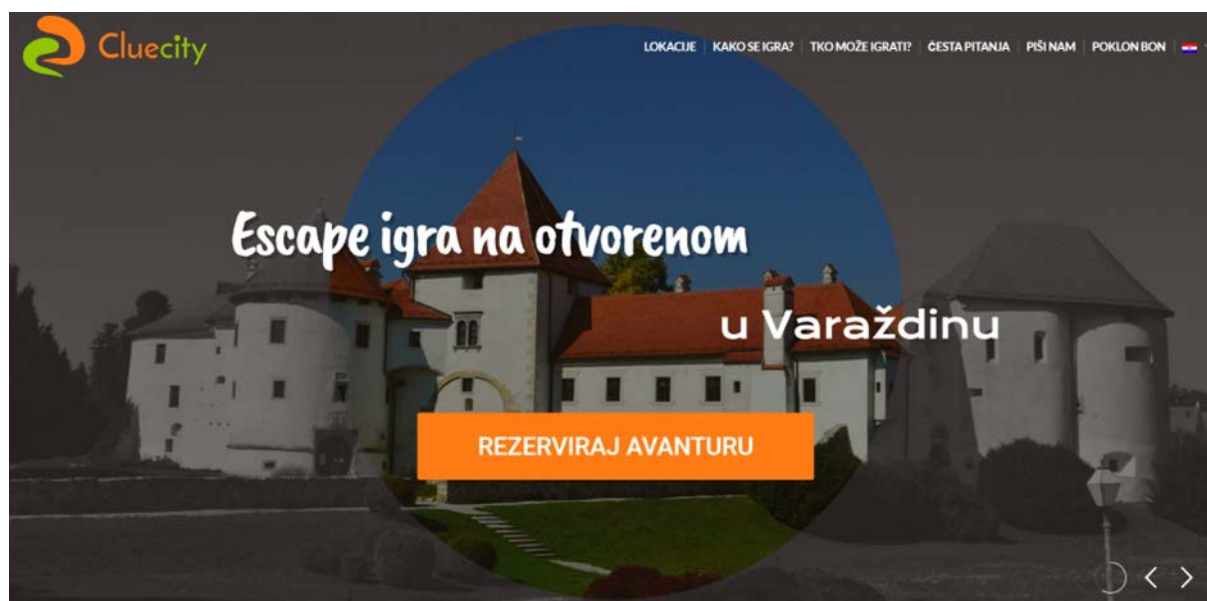 Cluecity
LOKACIJE KAKO SE IGRA? TKO MOŽE IGRATI? ČESTA PITANJA PIŠI NAM POKLON BON
Escape igra na otvorenom
u Varaždinu
REZERVIRAJ AVANTURU